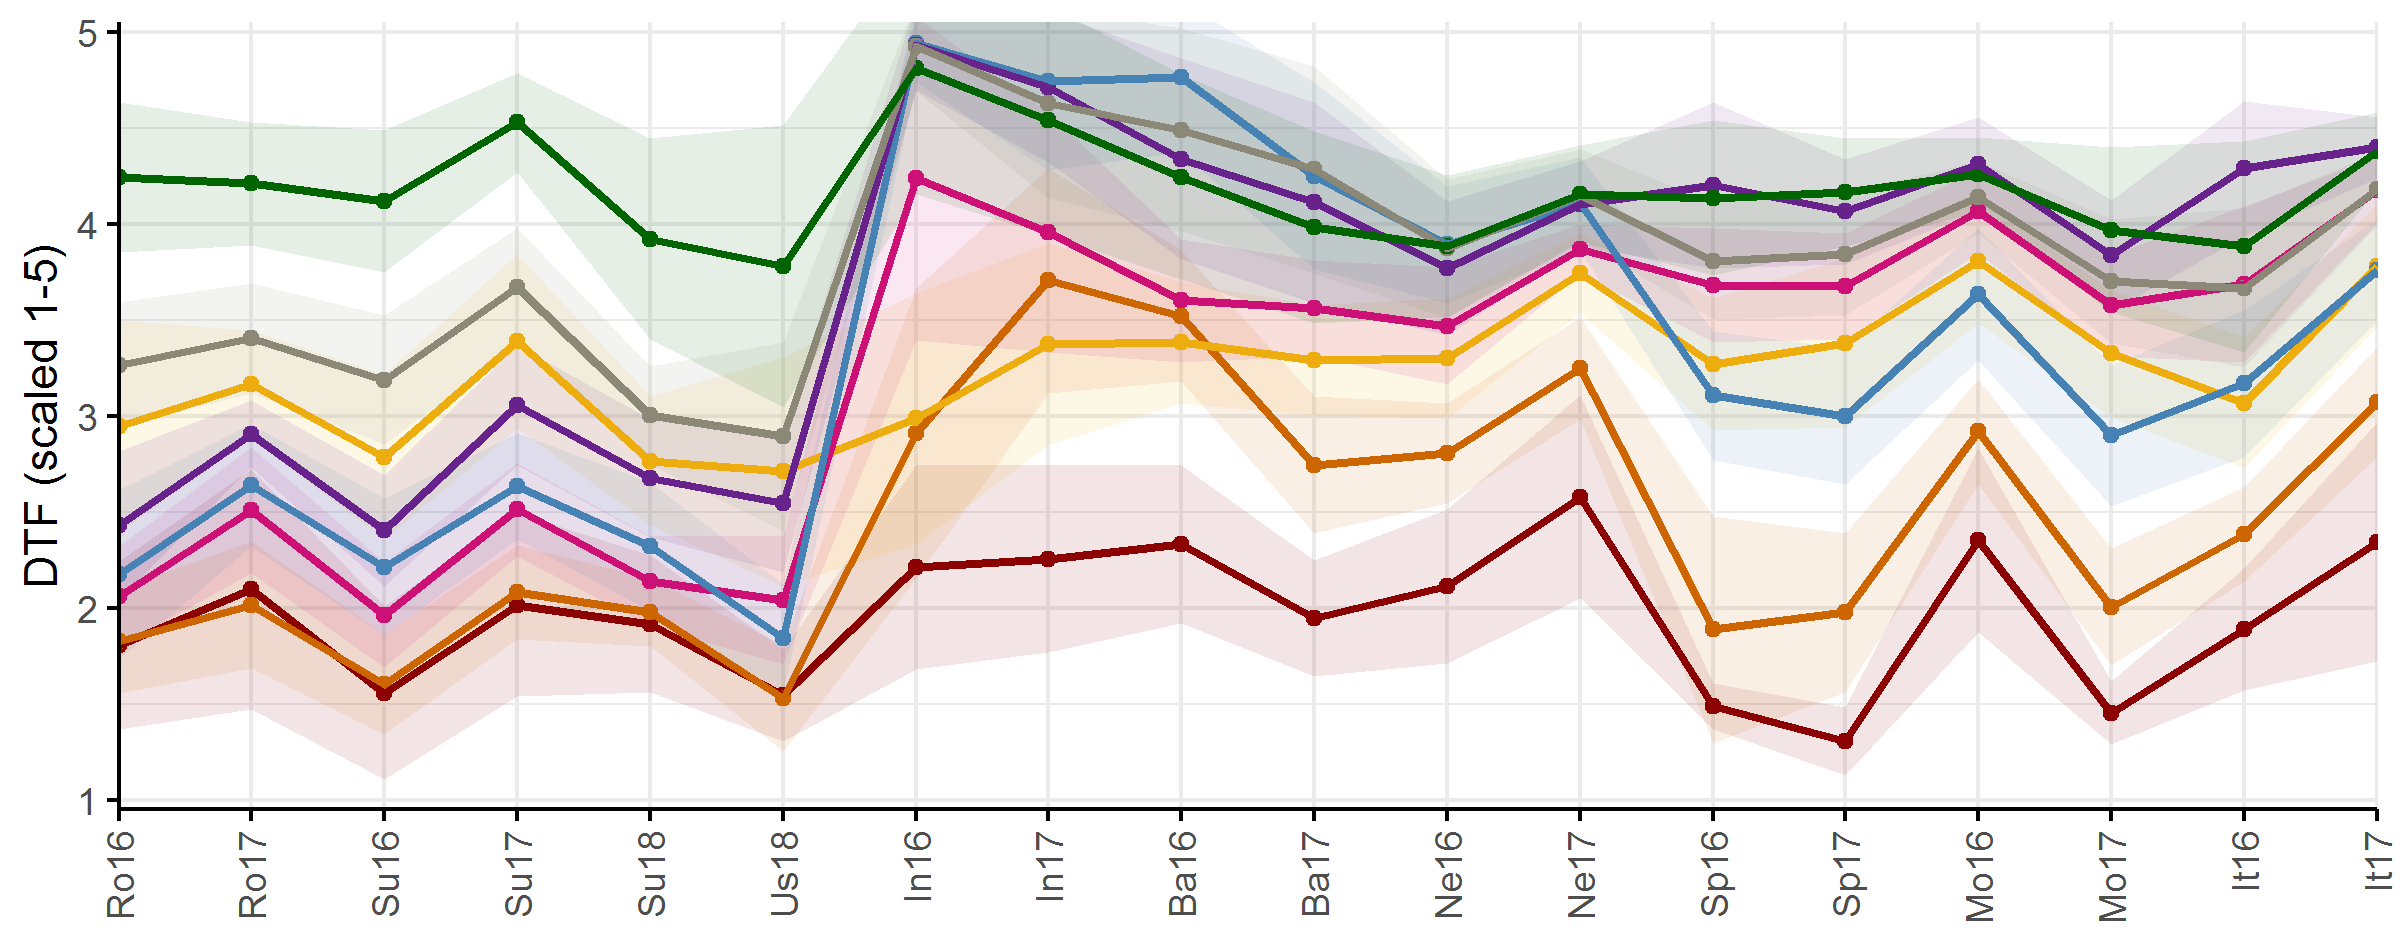 DTF (scaled 1-5)
5
4
3
2
1
Ro16
Ro17
Su16
Su17
Su18
Us18
In16
In17
Ba16
Ba17
Ne16
Ne17
Sp16
Sp17
Mo16
Mo17
It16
It17